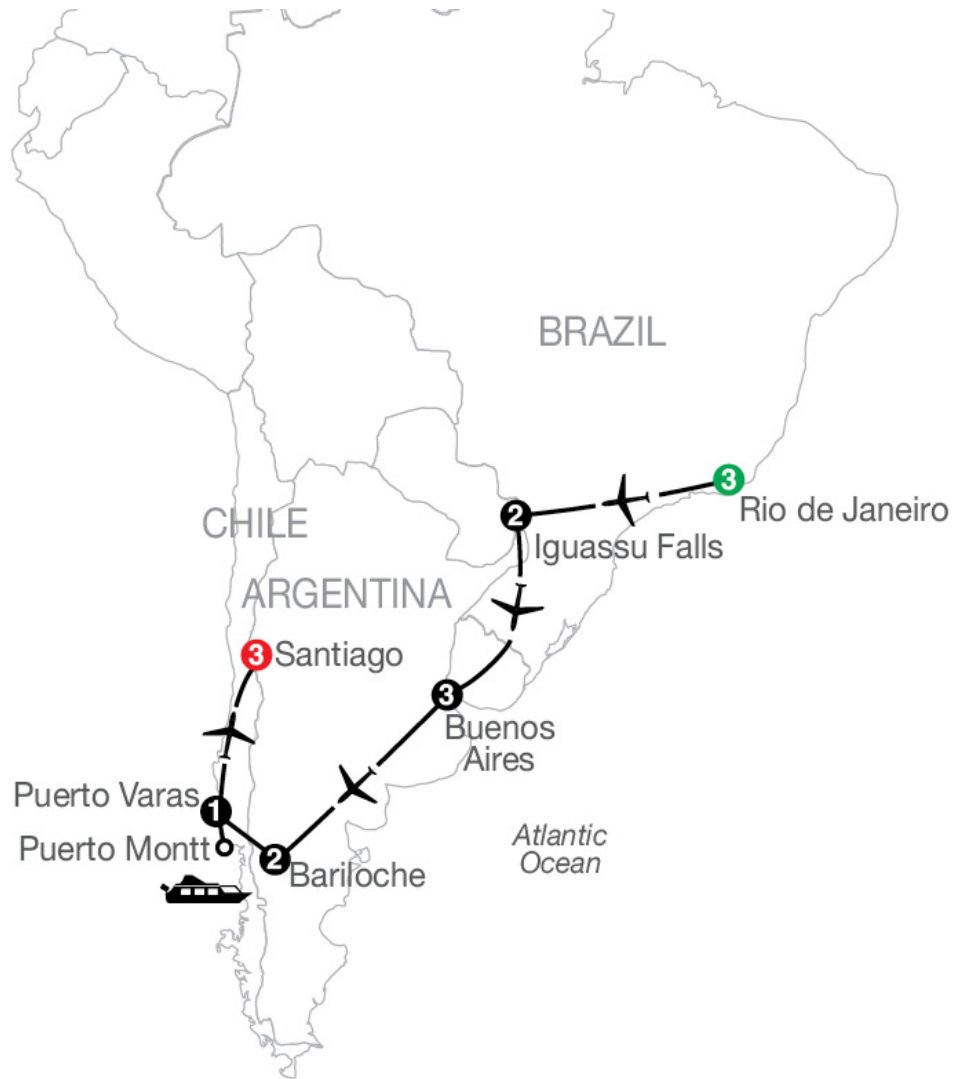 BRAZIL
3
Rio de Janeiro
2
Iguassu Falls
CHILE
ARGENTINA
3
Santiago
3
Buenos
Aires
Puerto Varas
1
Puerto Montt
2
Bariloche
Atlantic
Ocean